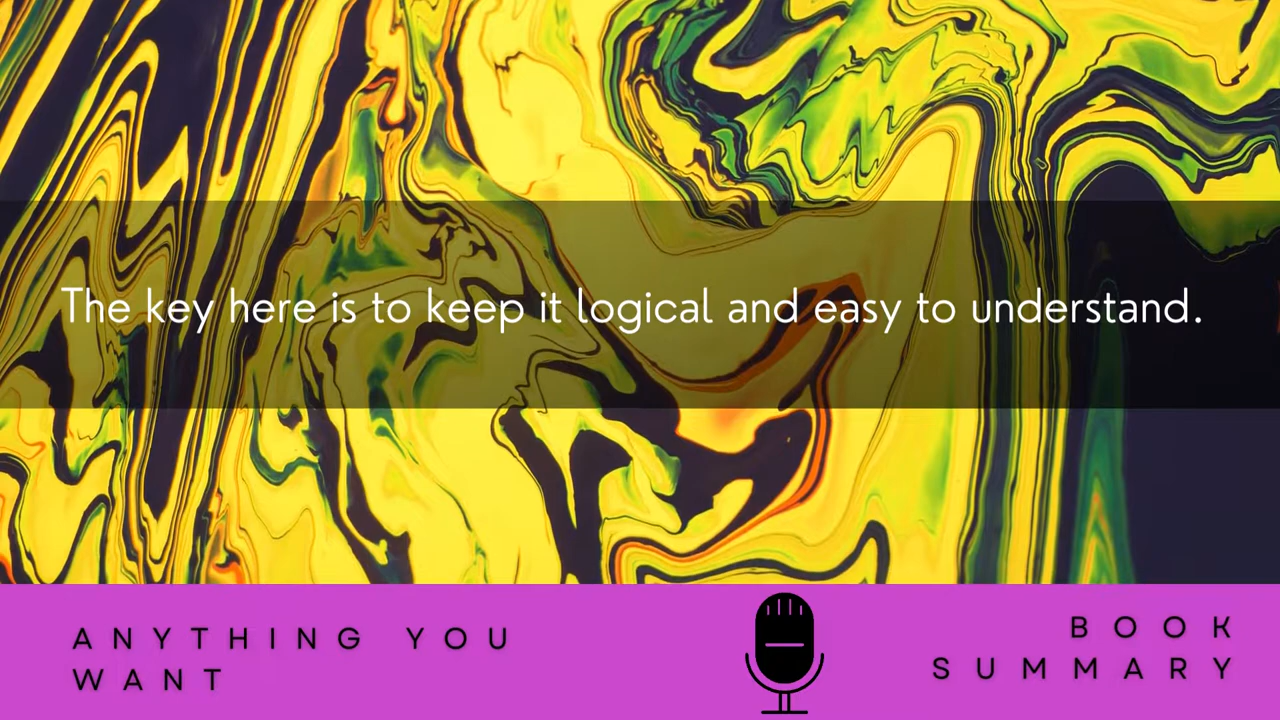 The key here is to keep it logical and easy to understand.
ANYTHING YOU
WANT
BOOK
SUMMARY